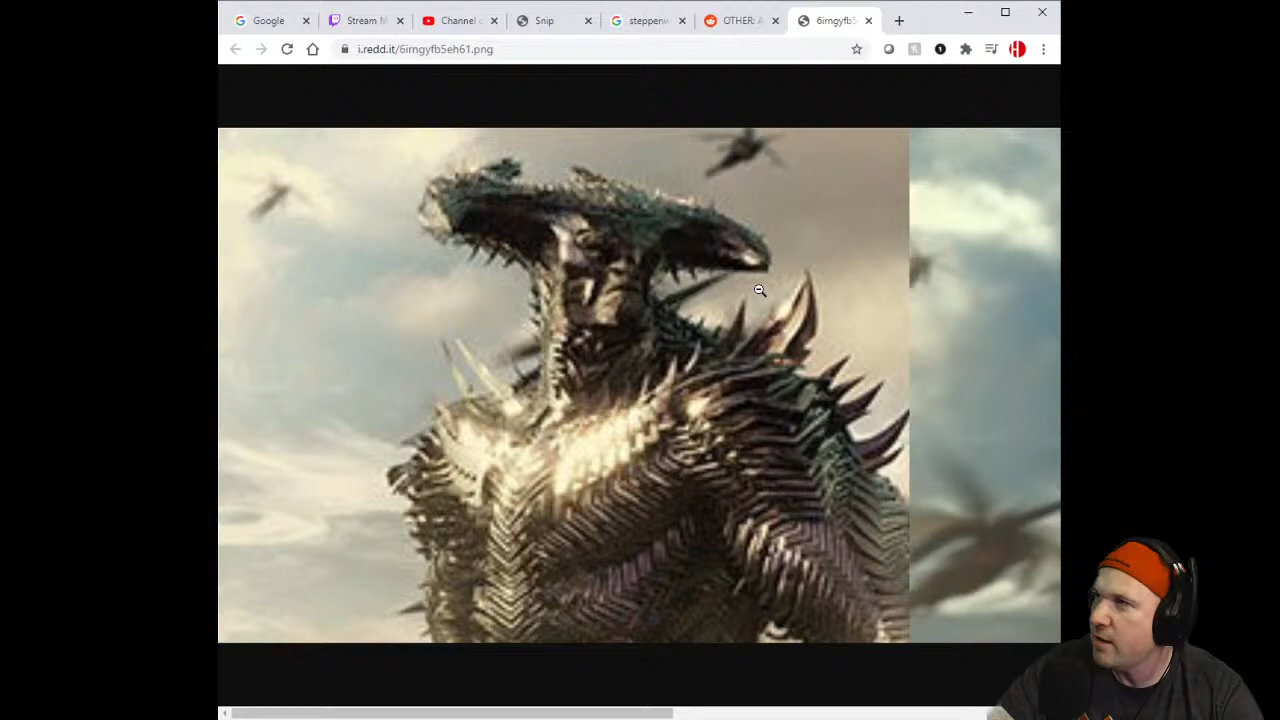 Google
Stream M
Channel
Snip
steppenw
OTHER: A
6irngyfb5
i.redd.it/6irngyfb5eh61.png